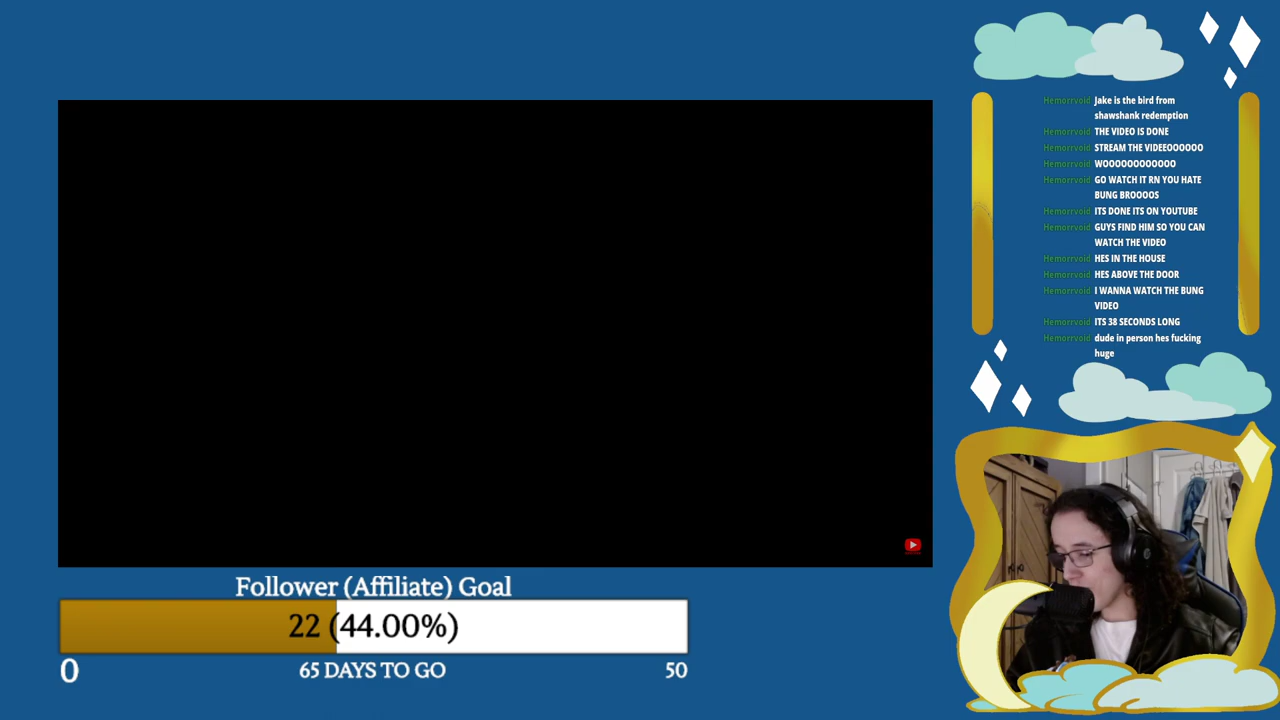 Hemorrvoid Jake is the bird from
shawshank redemption
Hemorrvoid THE VIDEO IS DONE
Hemorrvoid STREAM THE VIDEEOOOOOO
Hemorrvoid WOOOOOOOOOOOO
Hemorrvoid GO WATCH IT RN YOU HATE
BUNG BROOOOS
Hemorrvoid ITS DONE ITS ON YOUTUBE
Hemorrvoid GUYS FIND HIM SO YOU CAN
WATCH THE VIDEO
Hemorrvoid HES IN THE HOUSE
Hemorrvoid HES ABOVE THE DOOR
Hemorrvoid I WANNA WATCH THE BUNG
VIDEO
Hemorrvoid ITS 38 SECONDS LONG
Hemorrvoid dude in person hes fucking
huge
Follower (Affiliate) Goal
22 (44.00%)
0 65 DAYS TO GO 50